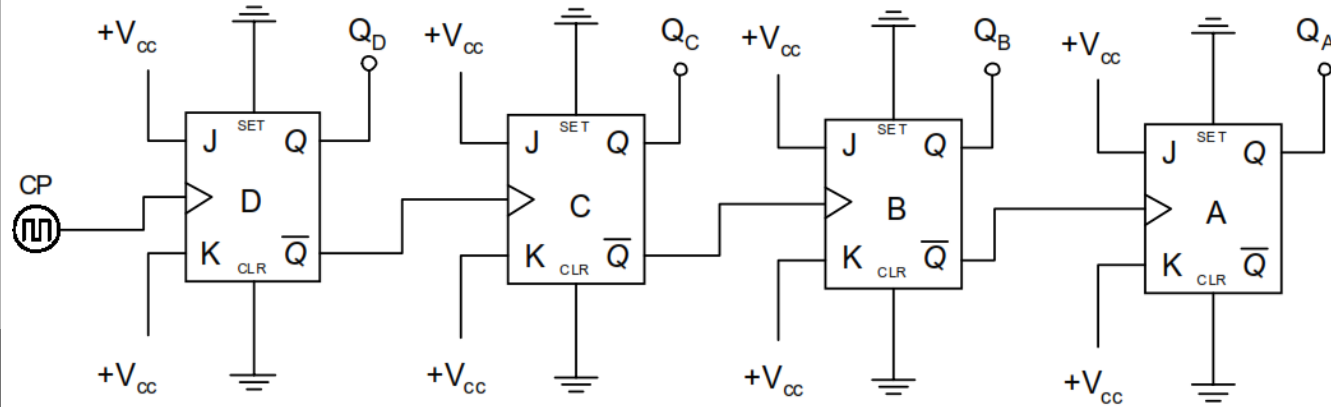 +Vcc QD +Vcc QC +Vcc QB +Vcc QA
SET SET SET SET
J Q J Q J Q J Q
CP D C B A
K Q̅ K Q̅ K Q̅ K Q̅
CLR CLR CLR CLR
+Vcc +Vcc +Vcc +Vcc